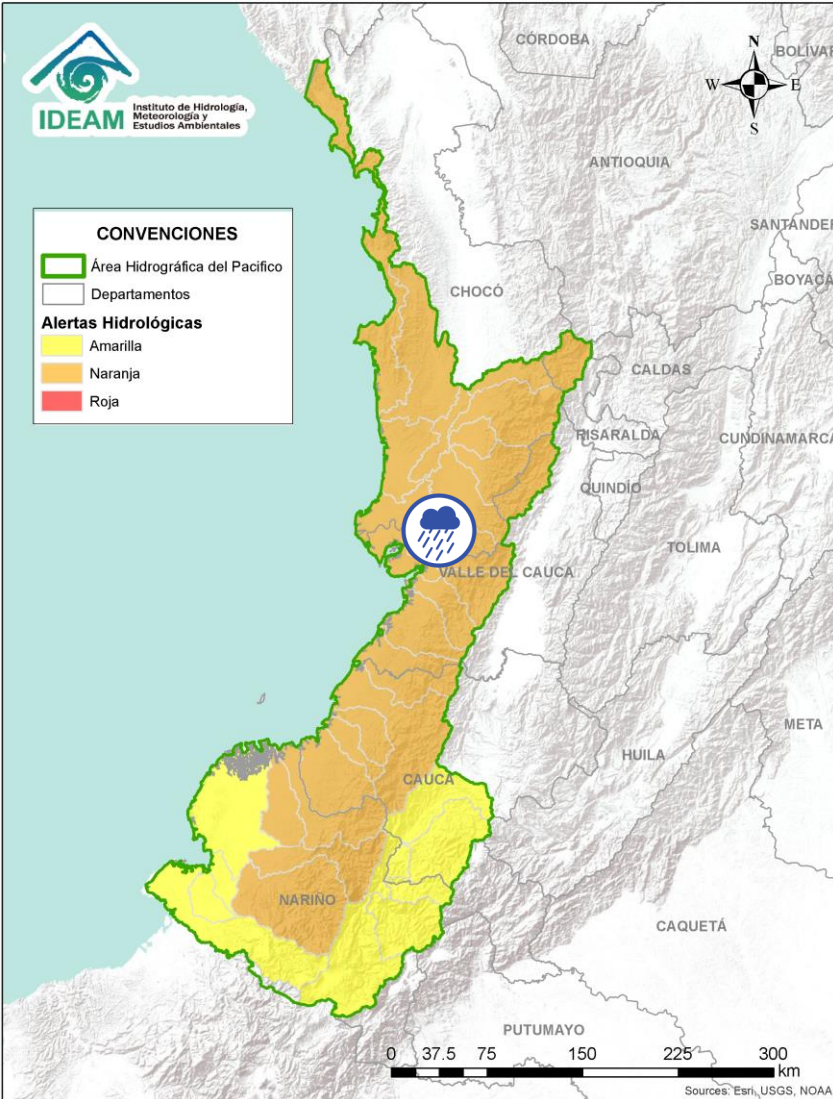 IDEAM
Instituto de Hidrología,
Meteorología y
Estudios Ambientales
N
W
E
S
CÓRDOBA
BOLÍVAR
ANTIOQUIA
SANTANDER
BOYACÁ
CONVENCIONES
Área Hidrográfica del Pacifico
Departamentos
Alertas Hidrológicas
Amarilla
Naranja
Roja
CHOCÓ
CALDAS
RISARALDA
CUNDINAMARCA
QUINDÍO
TOLIMA
VALLE DEL CAUCA
META
HUILA
CAUCA
NARIÑO
CAQUETÁ
PUTUMAYO
0 37.5 75 150 225 300
km
Sources: Esri, USGS, NOAA